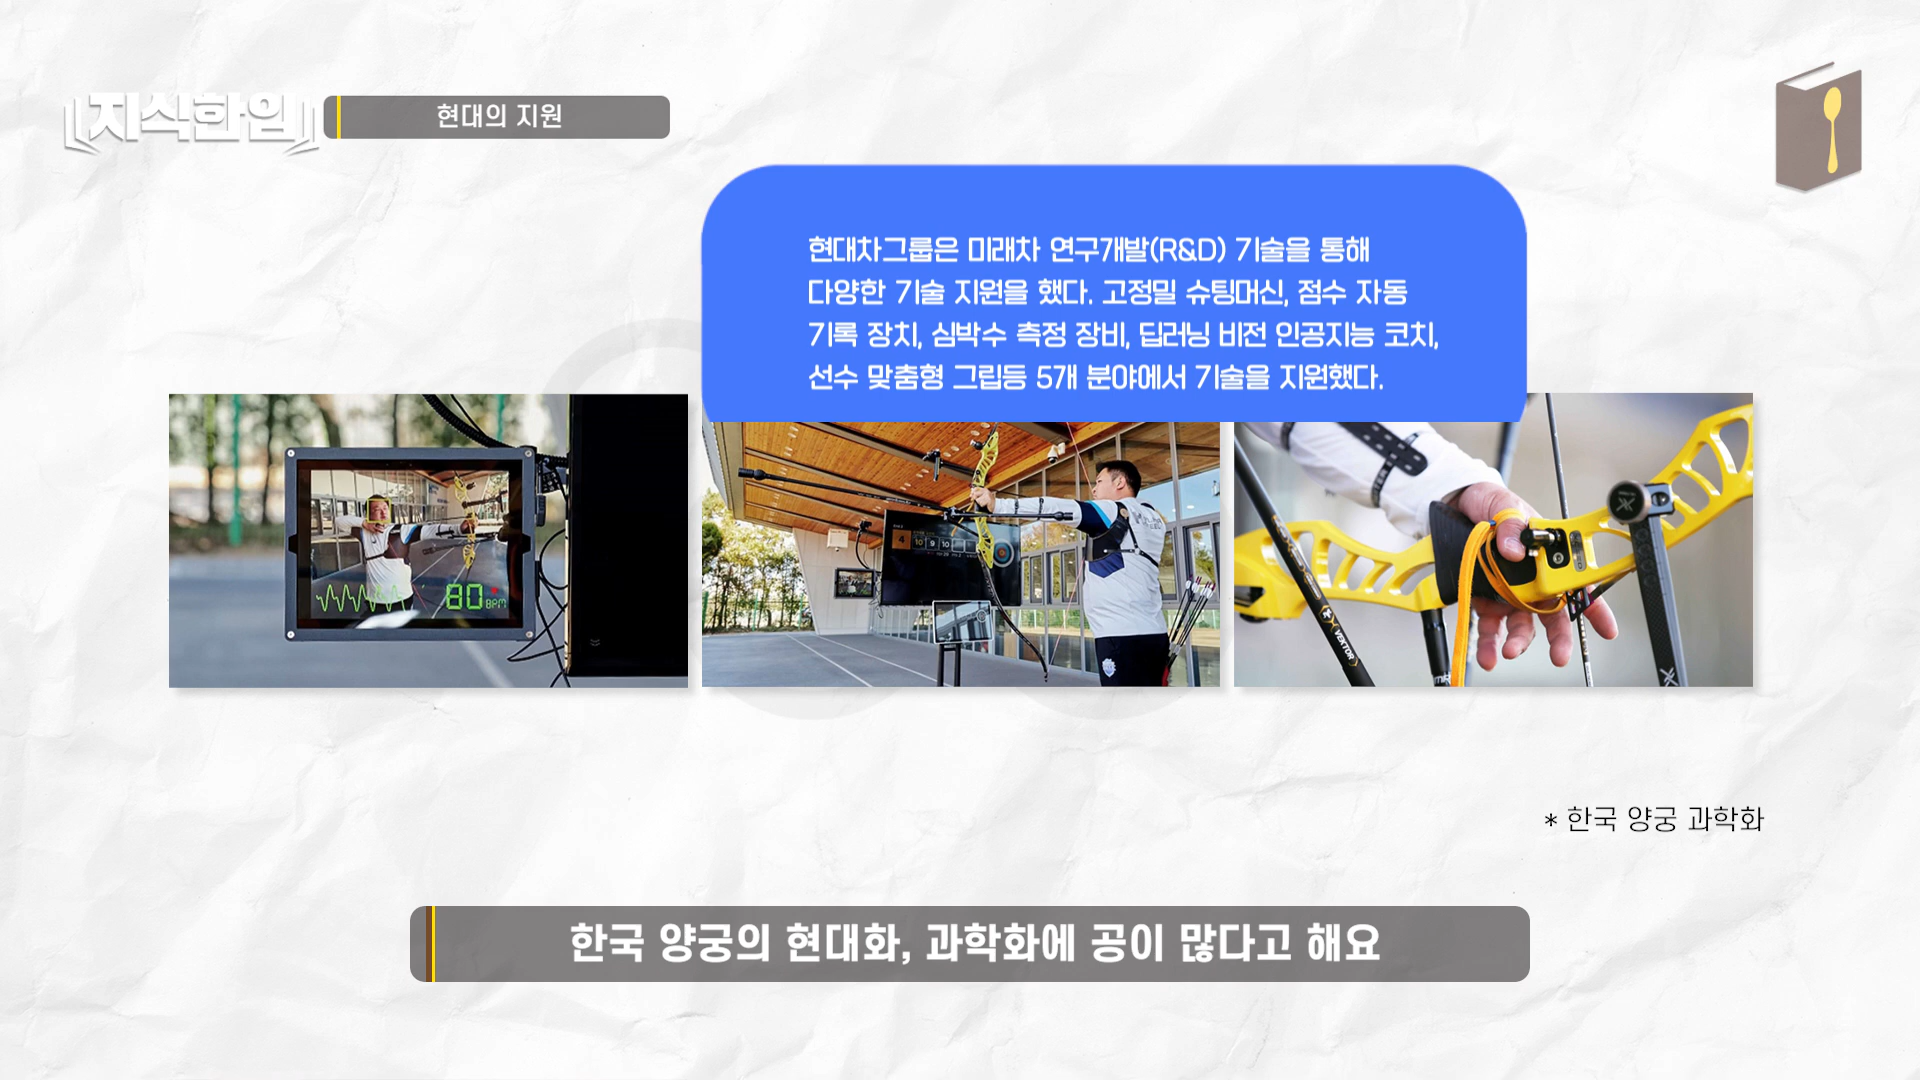 지식한입
현대의 지원
현대차그룹은 미래차 연구개발(R&D) 기술을 통해
다양한 기술 지원을 했다. 고정밀 슈팅머신, 점수 자동
기록 장치, 심박수 측정 장비, 딥러닝 비전 인공지능 코치,
선수 맞춤형 그립등 5개 분야에서 기술을 지원했다.
80 BPM
4
10 9 10
VEKTOR
* 한국 양궁 과학화
한국 양궁의 현대화, 과학화에 공이 많다고 해요